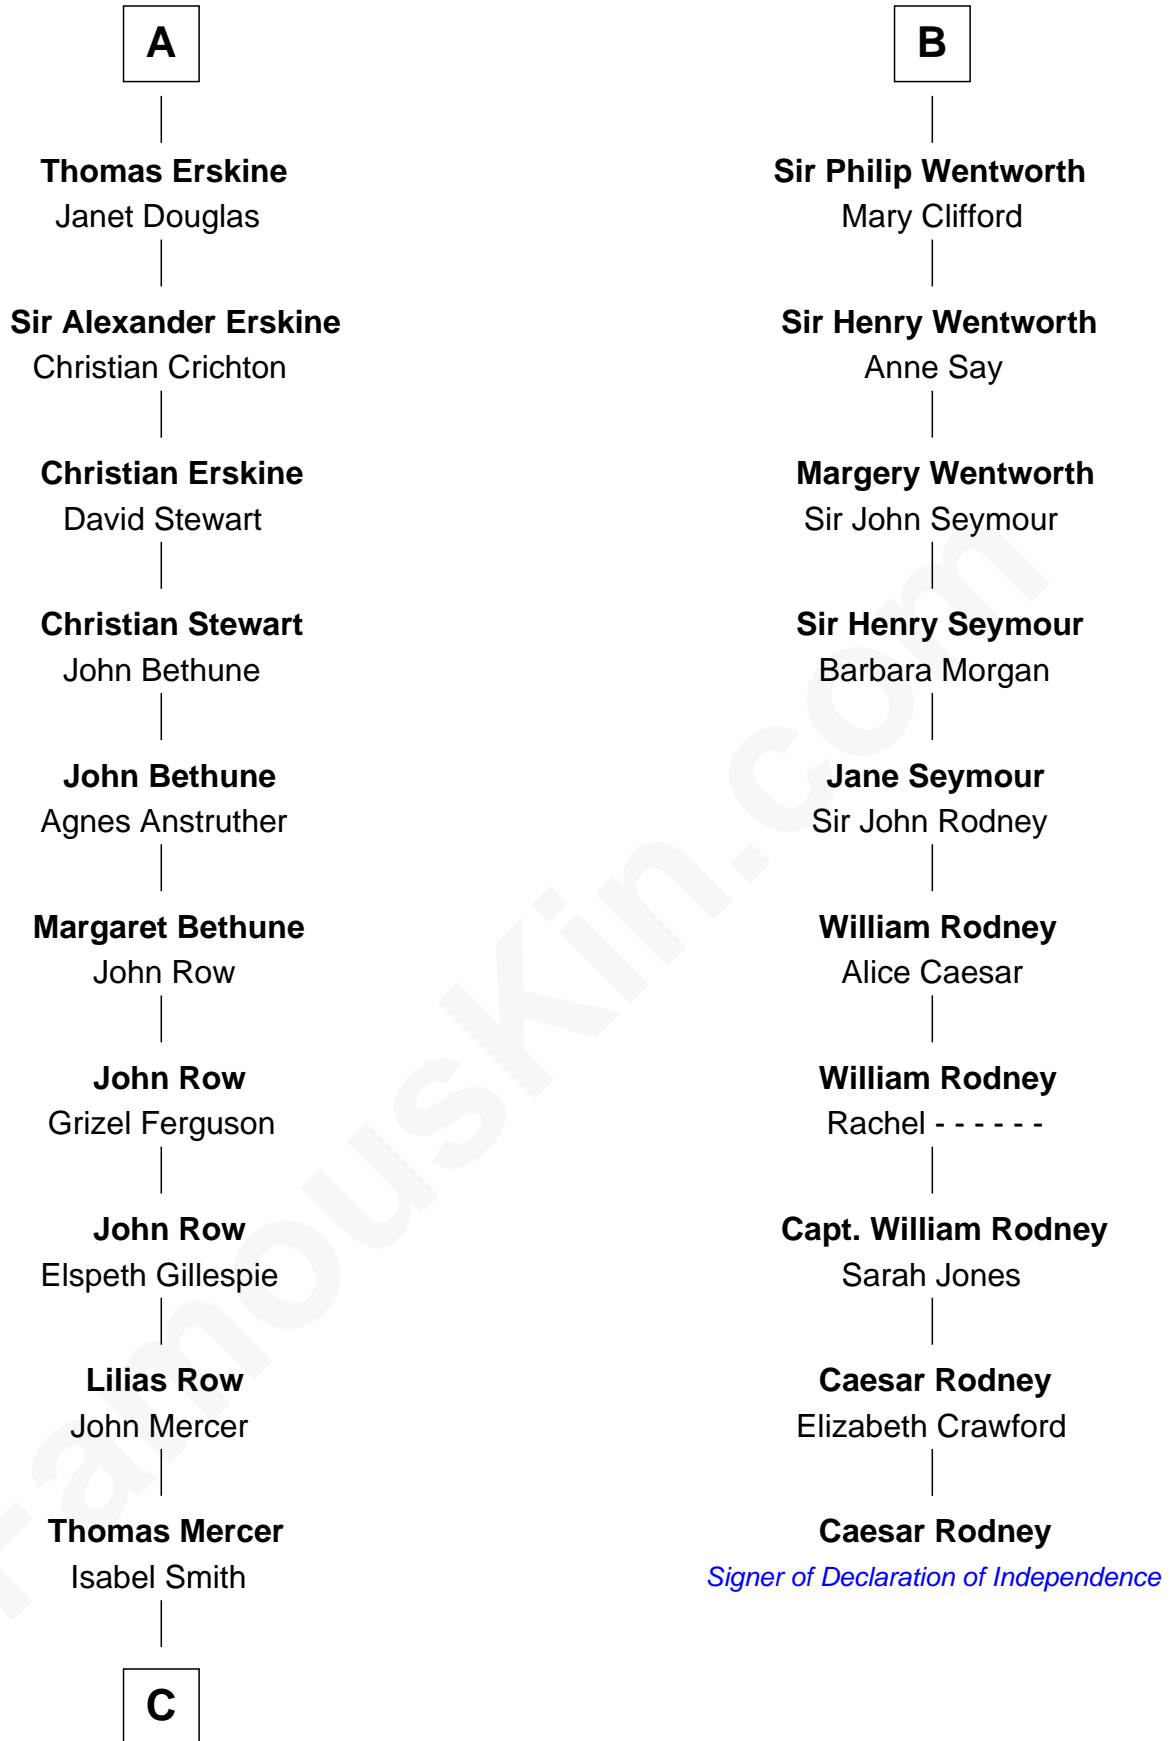 A
Thomas Erskine
Janet Douglas
Sir Alexander Erskine
Christian Crichton
Christian Erskine
David Stewart
Christian Stewart
John Bethune
John Bethune
Agnes Anstruther
Margaret Bethune
John Row
John Row
Grizel Ferguson
John Row
Elspeth Gillespie
Lilias Row
John Mercer
Thomas Mercer
Isabel Smith
C
B
Sir Philip Wentworth
Mary Clifford
Sir Henry Wentworth
Anne Say
Margery Wentworth
Sir John Seymour
Sir Henry Seymour
Barbara Morgan
Jane Seymour
Sir John Rodney
William Rodney
Alice Caesar
William Rodney
Rachel - - - - - -
Capt. William Rodney
Sarah Jones
Caesar Rodney
Elizabeth Crawford
Caesar Rodney
Signer of Declaration of Independence
FamousKin.com